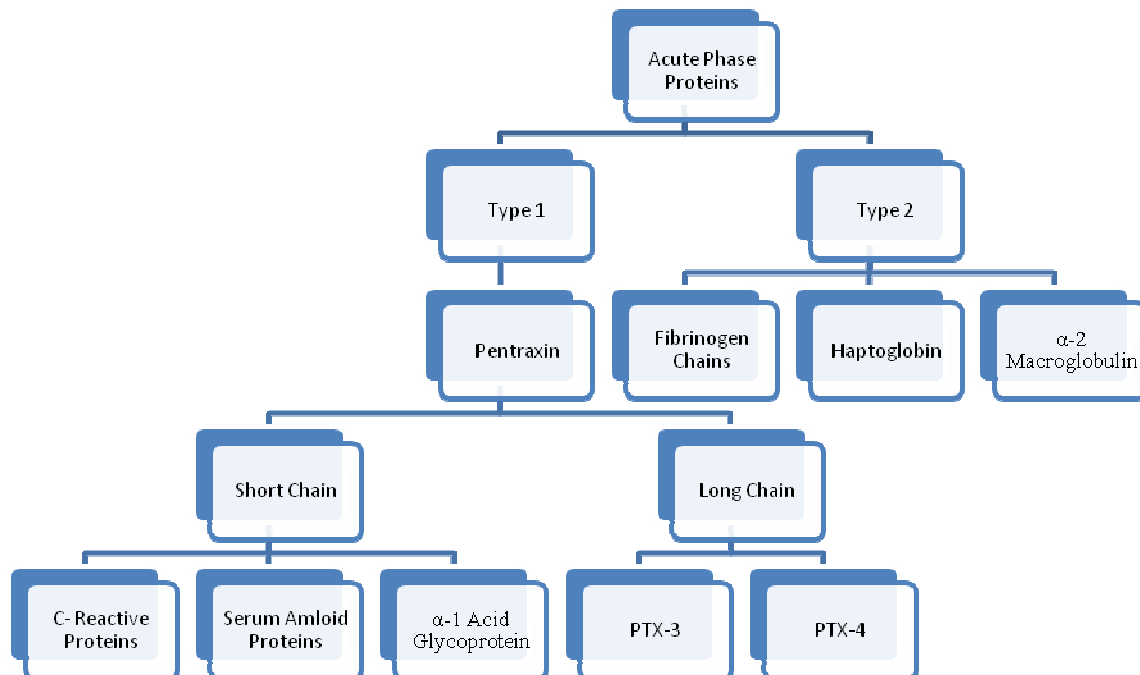 Acute Phase
Proteins
Type 1
Type 2
Pentraxin
Fibrinogen
Chains
Haptoglobin
α-2
Macroglobulin
Short Chain
Long Chain
C- Reactive
Proteins
Serum Amloid
Proteins
α-1 Acid
Glycoprotein
PTX-3
PTX-4